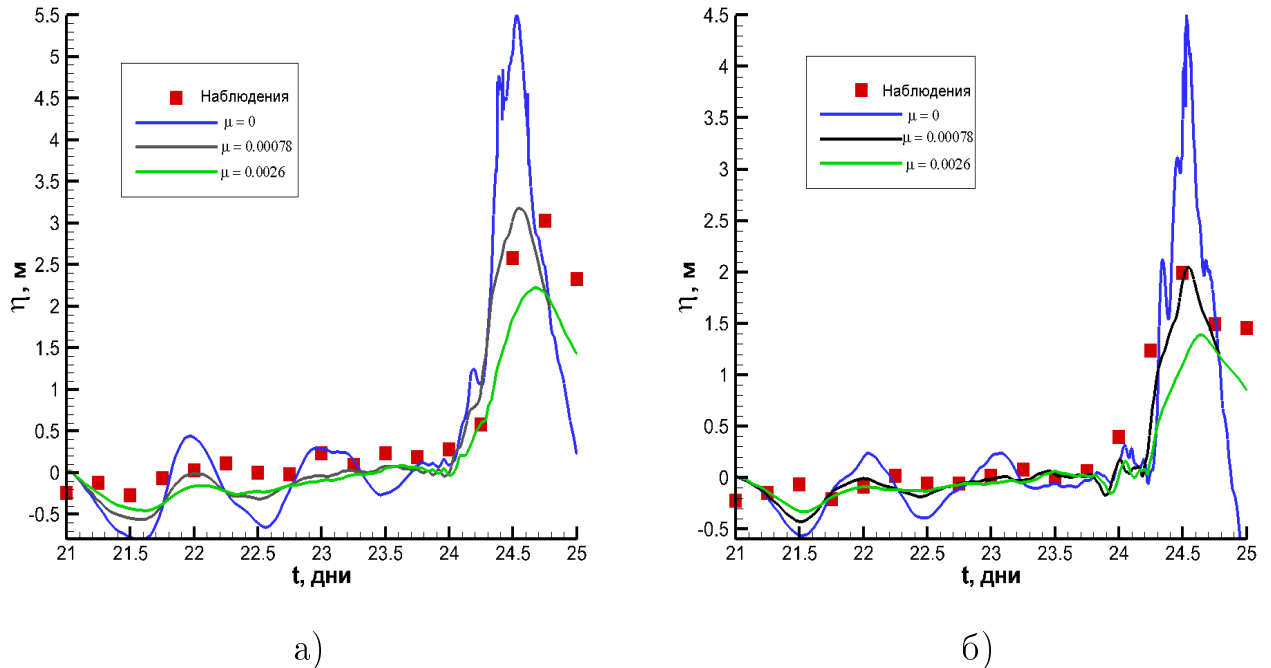 5.5
5
4.5
4
3.5
3
2.5
2
1.5
1
0.5
0
-0.5
η, м
Наблюдения
μ = 0
μ = 0.00078
μ = 0.0026
21 21.5 22 22.5 23 23.5 24 24.5 25
t, дни
а)
4.5
4
3.5
3
2.5
2
1.5
1
0.5
0
-0.5
η, м
Наблюдения
μ = 0
μ = 0.00078
μ = 0.0026
21 21.5 22 22.5 23 23.5 24 24.5 25
t, дни
б)